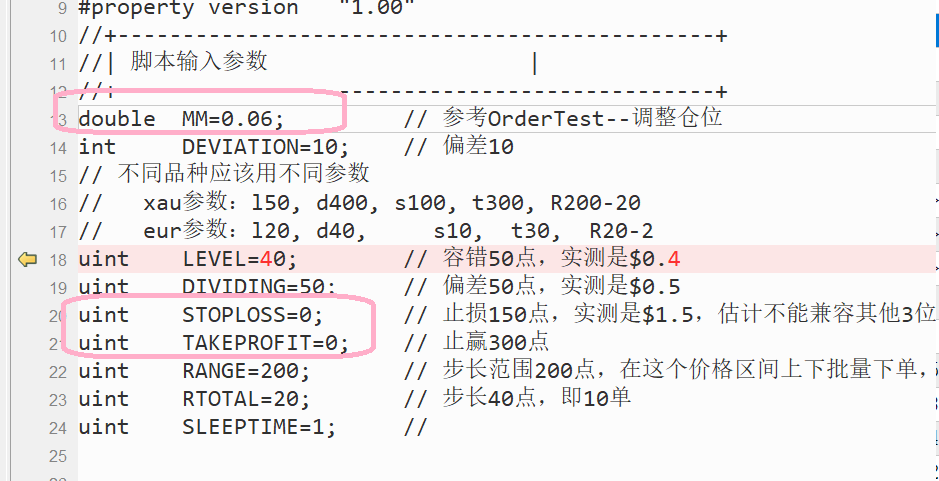 9 #property version   "1.00"
10 //+----------------------------------------------+
11 //| 脚本输入参数                    |
12 //+----------------------------------------------+
13 double  MM=0.06;         // 参考OrderTest--调整仓位
14 int     DEVIATION=10;    // 偏差10
15 // 不同品种应该用不同参数
16 //   xau参数：l50, d400, s100, t300, R200-20
17 //   eur参数：l20, d40,     s10,  t30,  R20-2
18 uint    LEVEL=40;        // 容错50点，实测是$0.4
19 uint    DIVIDING=50;     // 偏差50点，实测是$0.5
20 uint    STOPLOSS=0;      // 止损150点，实测是$1.5，估计不能兼容其他3位
21 uint    TAKEPROFIT=0;    // 止赢300点
22 uint    RANGE=200;       // 步长范围200点，在这个价格区间上下批量下单，
23 uint    RTOTAL=20;       // 步长40点，即10单
24 uint    SLEEPTIME=1;     //
25